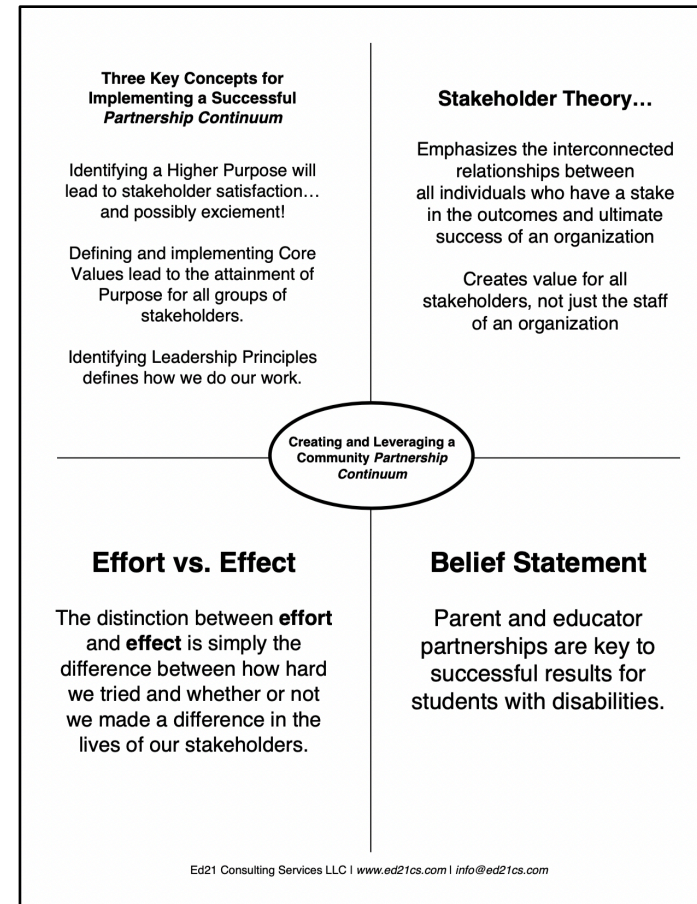 Three Key Concepts for
Implementing a Successful
Partnership Continuum
Identifying a Higher Purpose will
lead to stakeholder satisfaction…
and possibly exciement!
Defining and implementing Core
Values lead to the attainment of
Purpose for all groups of
stakeholders.
Identifying Leadership Principles
defines how we do our work.
Stakeholder Theory…
Emphasizes the interconnected
relationships between
all individuals who have a stake
in the outcomes and ultimate
success of an organization
Creates value for all
stakeholders, not just the staff
of an organization
Creating and Leveraging a
Community Partnership
Continuum
Effort vs. Effect
The distinction between effort
and effect is simply the
difference between how hard
we tried and whether or not
we made a difference in the
lives of our stakeholders.
Belief Statement
Parent and educator
partnerships are key to
successful results for
students with disabilities.
Ed21 Consulting Services LLC | www.ed21cs.com | info@ed21cs.com